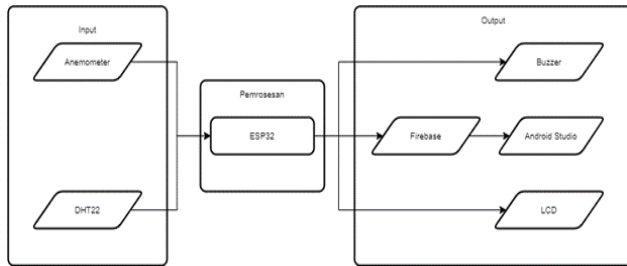 Input
Anemometer
DHT22
Pemrosesan
ESP32
Output
Buzzer
Firebase
Android Studio
LCD